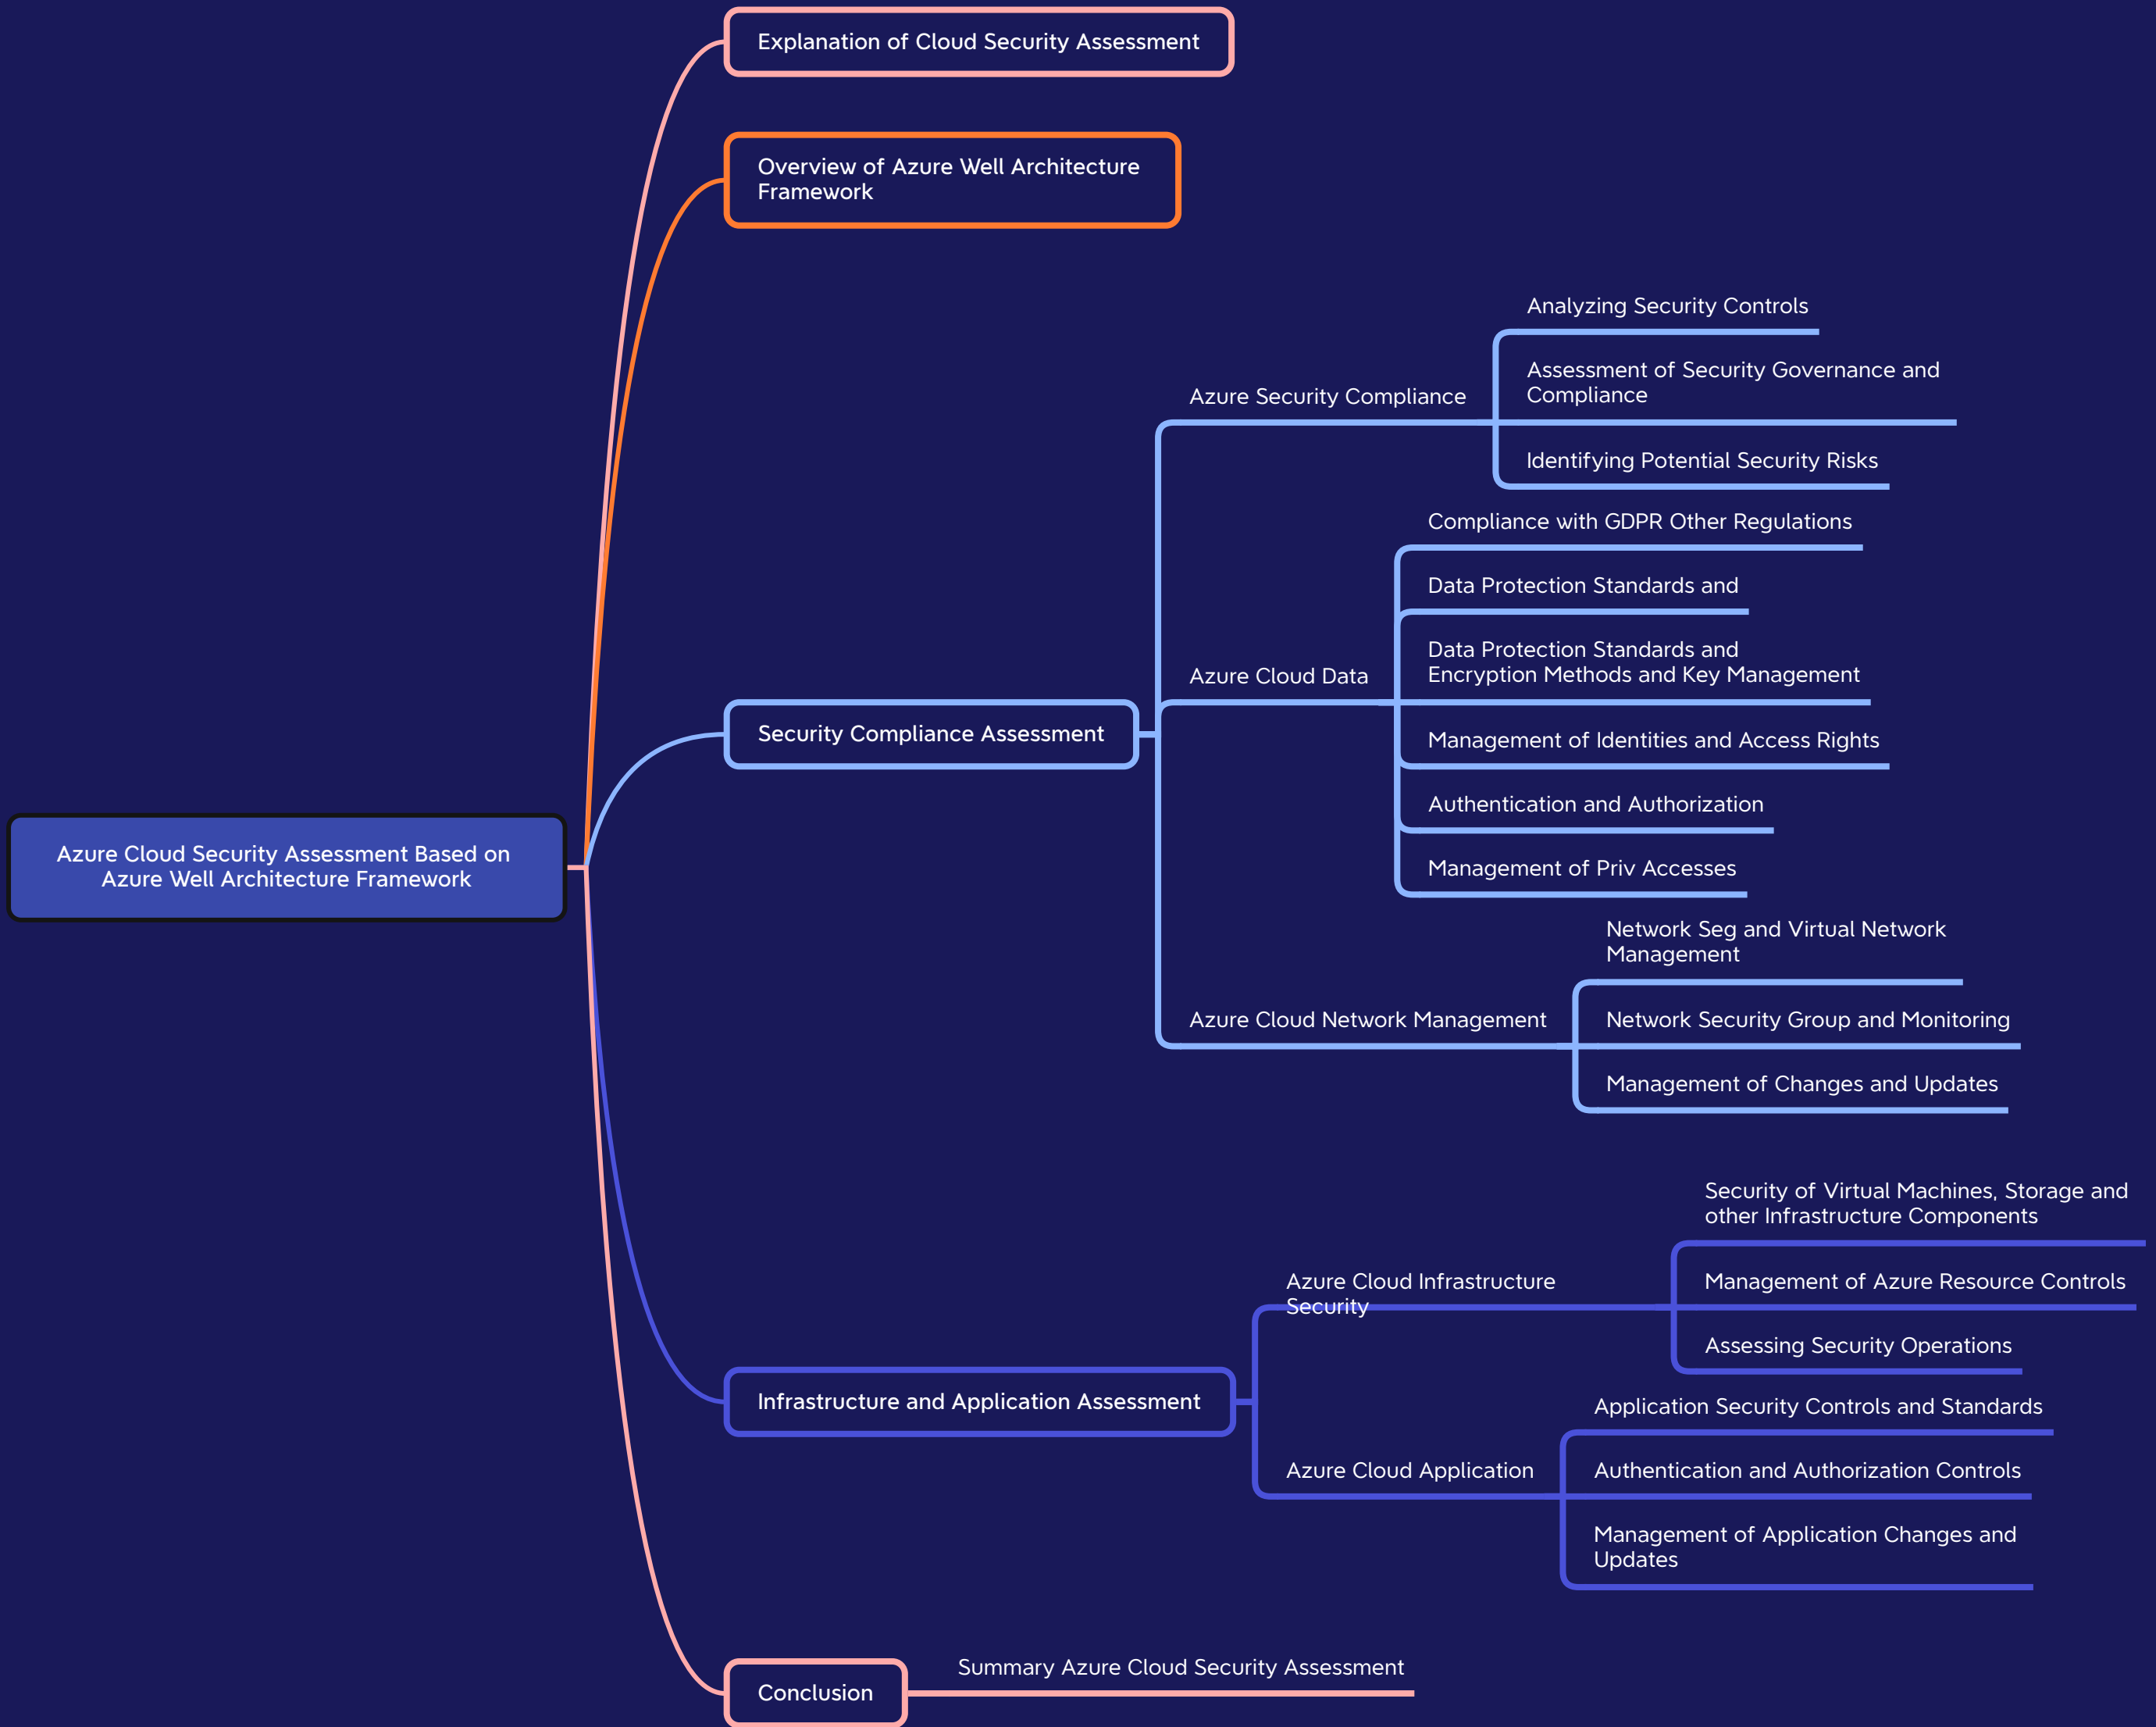 Explanation of Cloud Security Assessment
Overview of Azure Well Architecture
Framework
Analyzing Security Controls
Assessment of Security Governance and
Compliance
Azure Security Compliance
Identifying Potential Security Risks
Compliance with GDPR Other Regulations
Data Protection Standards and
Data Protection Standards and
Encryption Methods and Key Management
Azure Cloud Data
Management of Identities and Access Rights
Security Compliance Assessment
Authentication and Authorization
Management of Priv Accesses
Azure Cloud Security Assessment Based on
Azure Well Architecture Framework
Network Seg and Virtual Network
Management
Azure Cloud Network Management
Network Security Group and Monitoring
Management of Changes and Updates
Security of Virtual Machines, Storage and
other Infrastructure Components
Azure Cloud Infrastructure
Security
Management of Azure Resource Controls
Assessing Security Operations
Infrastructure and Application Assessment
Application Security Controls and Standards
Azure Cloud Application
Authentication and Authorization Controls
Management of Application Changes and
Updates
Conclusion
Summary Azure Cloud Security Assessment